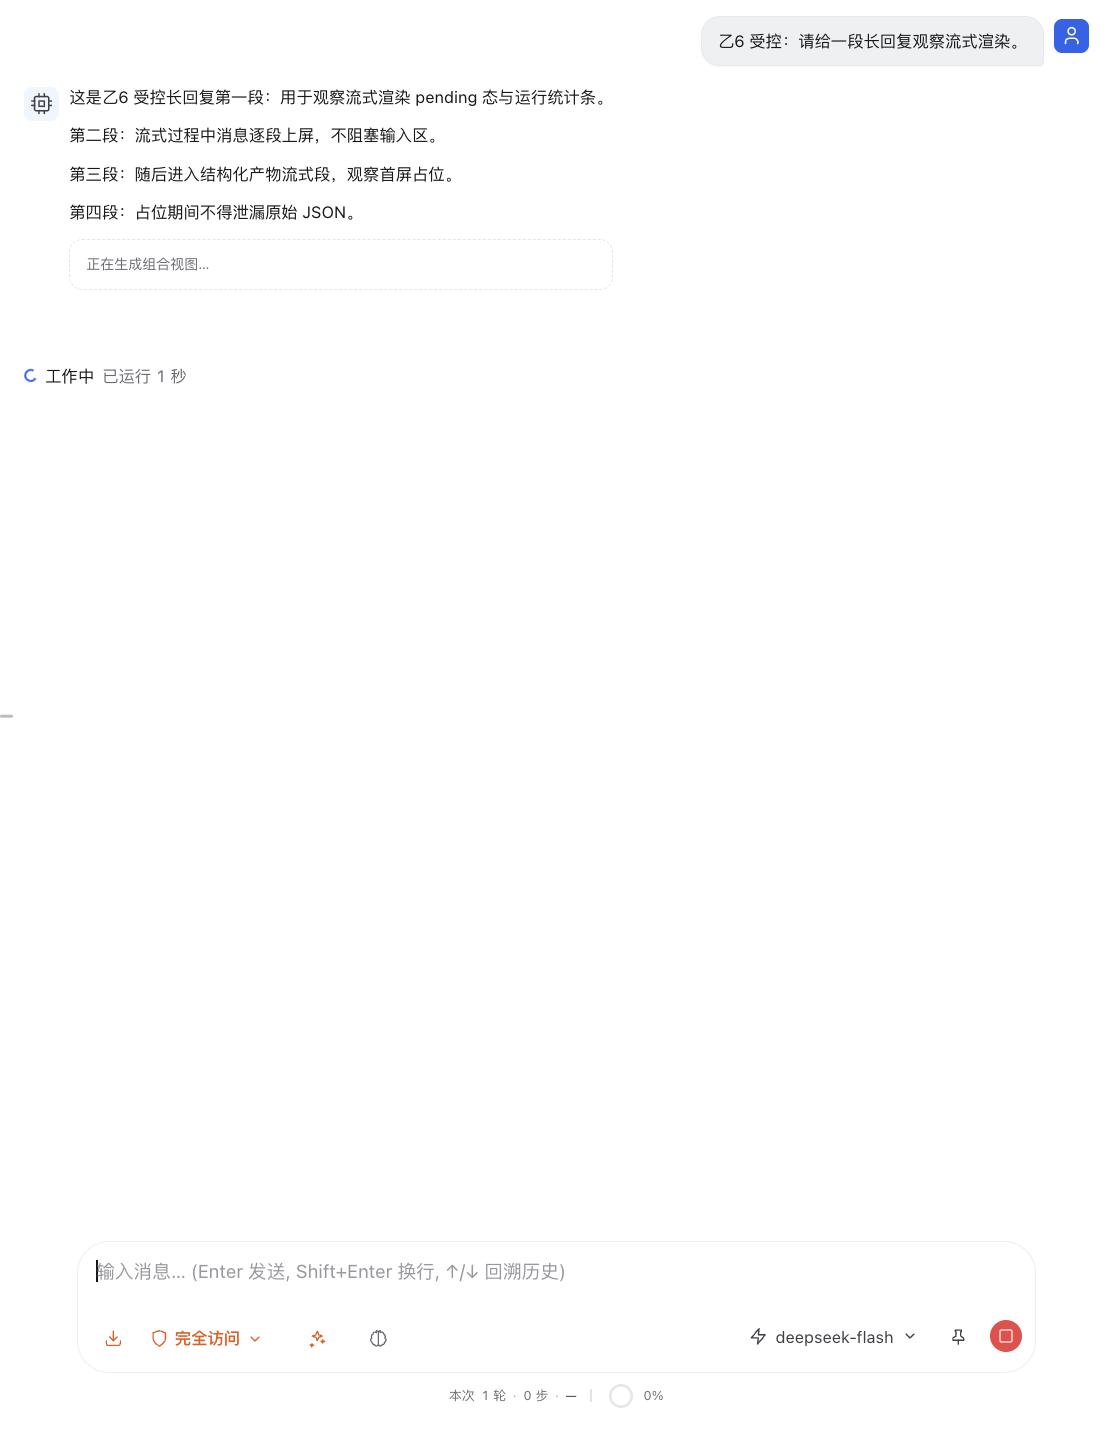 乙6 受控：请给一段长回复观察流式渲染。
这是乙6 受控长回复第一段：用于观察流式渲染 pending 态与运行统计条。
第二段：流式过程中消息逐段上屏，不阻塞输入区。
第三段：随后进入结构化产物流式段，观察首屏占位。
第四段：占位期间不得泄漏原始 JSON。
正在生成组合视图...
工作中 已运行 1 秒
输入消息... (Enter 发送, Shift+Enter 换行, ↑/↓ 回溯历史)
完全访问
deepseek-flash
本次 1 轮 · 0 步 · — | 0%